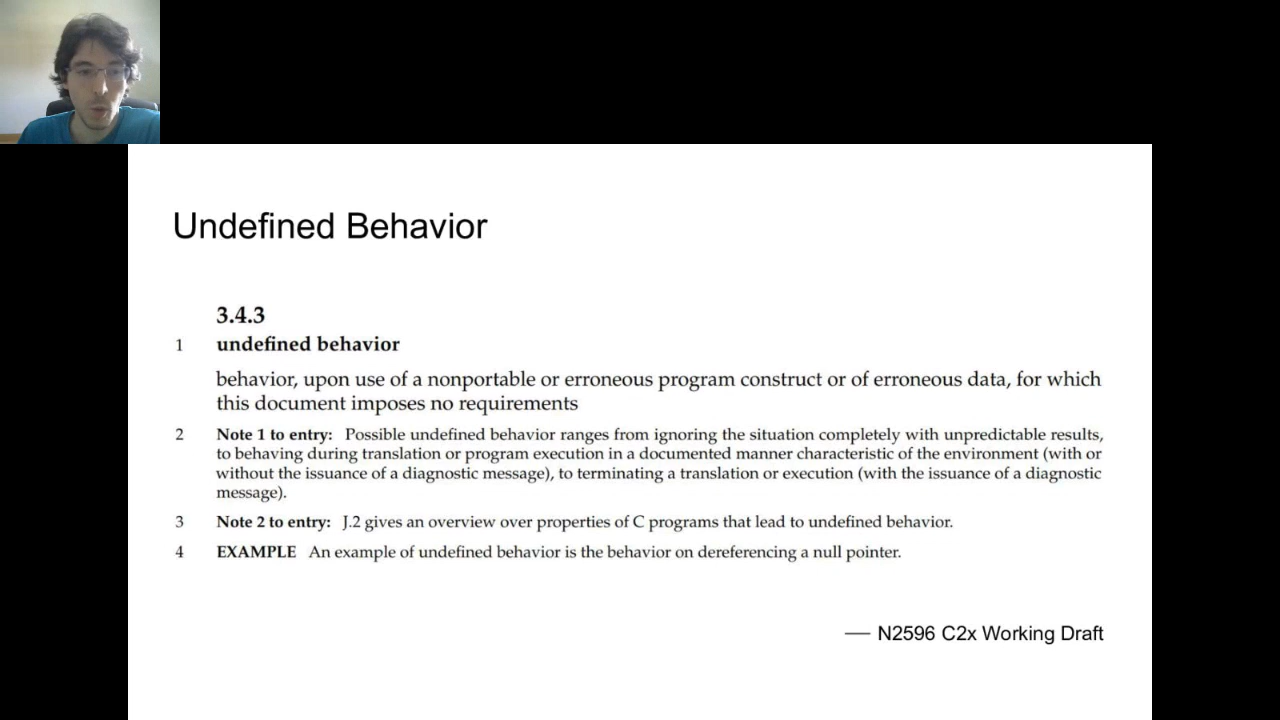 Undefined Behavior
3.4.3
1 undefined behavior
behavior, upon use of a nonportable or erroneous program construct or of erroneous data, for which
this document imposes no requirements
2 Note 1 to entry: Possible undefined behavior ranges from ignoring the situation completely with unpredictable results,
to behaving during translation or program execution in a documented manner characteristic of the environment (with or
without the issuance of a diagnostic message), to terminating a translation or execution (with the issuance of a diagnostic
message).
3 Note 2 to entry: J.2 gives an overview over properties of C programs that lead to undefined behavior.
4 EXAMPLE An example of undefined behavior is the behavior on dereferencing a null pointer.
— N2596 C2x Working Draft